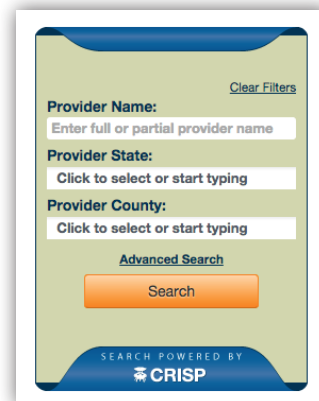 Clear Filters
Provider Name:
Enter full or partial provider name
Provider State:
Click to select or start typing
Provider County:
Click to select or start typing
Advanced Search
Search
SEARCH POWERED BY
CRISP